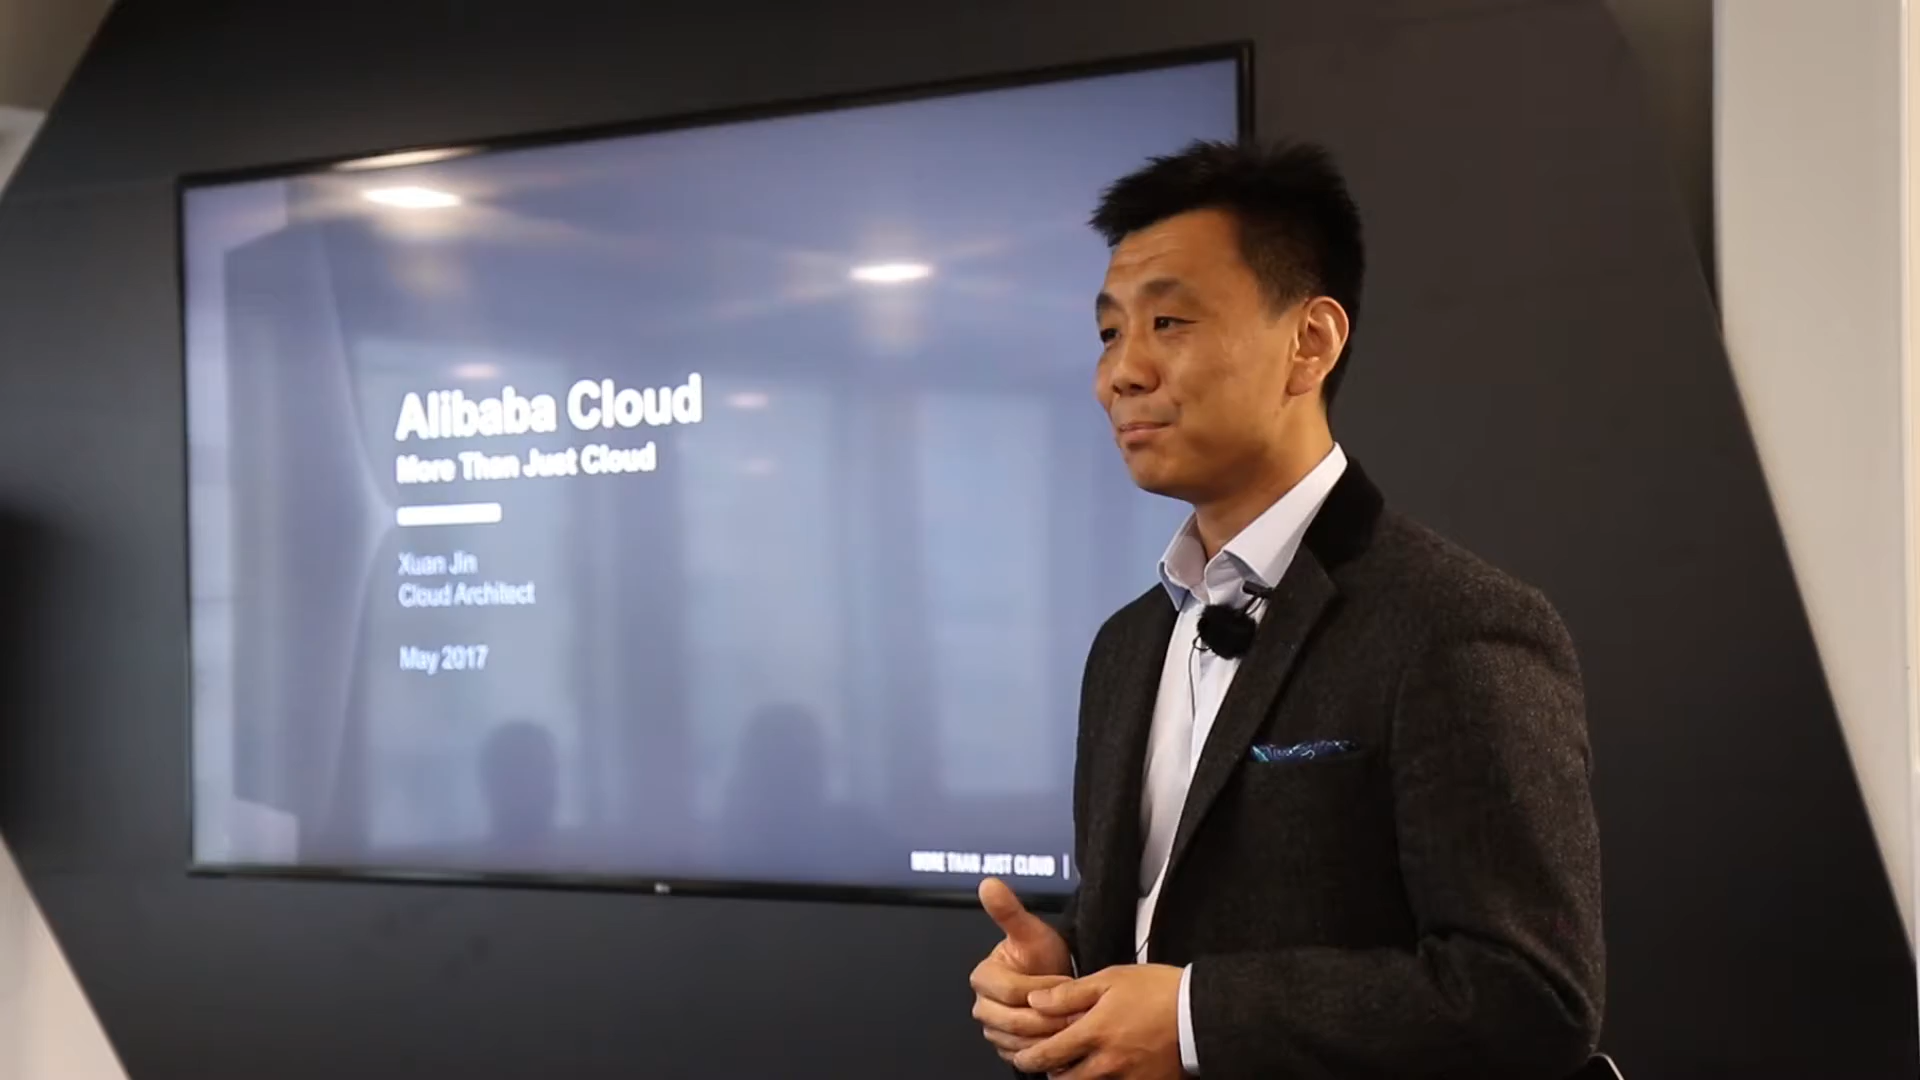 Alibaba Cloud
More Than Just Cloud
Xuan Jin
Cloud Architect
May 2017
MORE THAN JUST CLOUD |